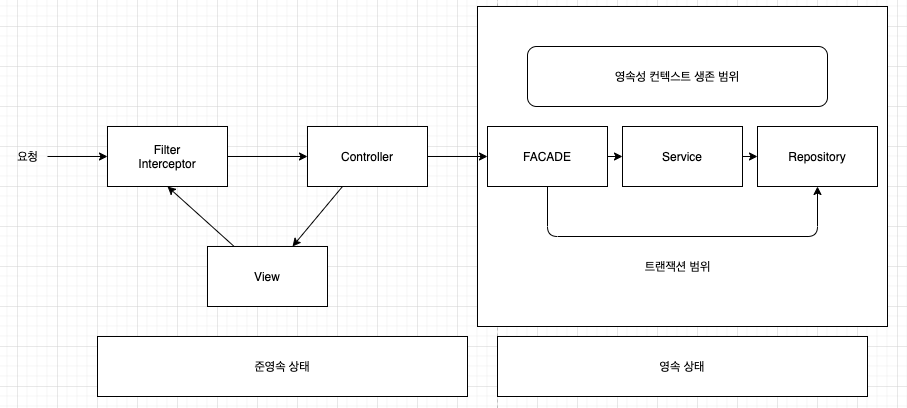 영속성 컨텍스트 생존 범위
요청
Filter
Interceptor
Controller
FACADE
Service
Repository
View
트랜잭션 범위
준영속 상태
영속 상태